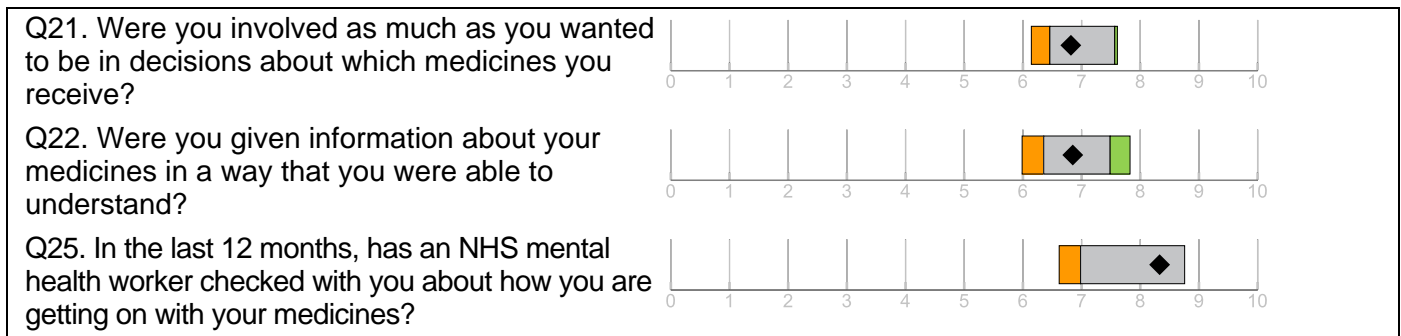 Q21. Were you involved as much as you wanted
to be in decisions about which medicines you
receive?
0 1 2 3 4 5 6 7 8 9 10
Q22. Were you given information about your
medicines in a way that you were able to
understand?
0 1 2 3 4 5 6 7 8 9 10
Q25. In the last 12 months, has an NHS mental
health worker checked with you about how you are
getting on with your medicines?
0 1 2 3 4 5 6 7 8 9 10